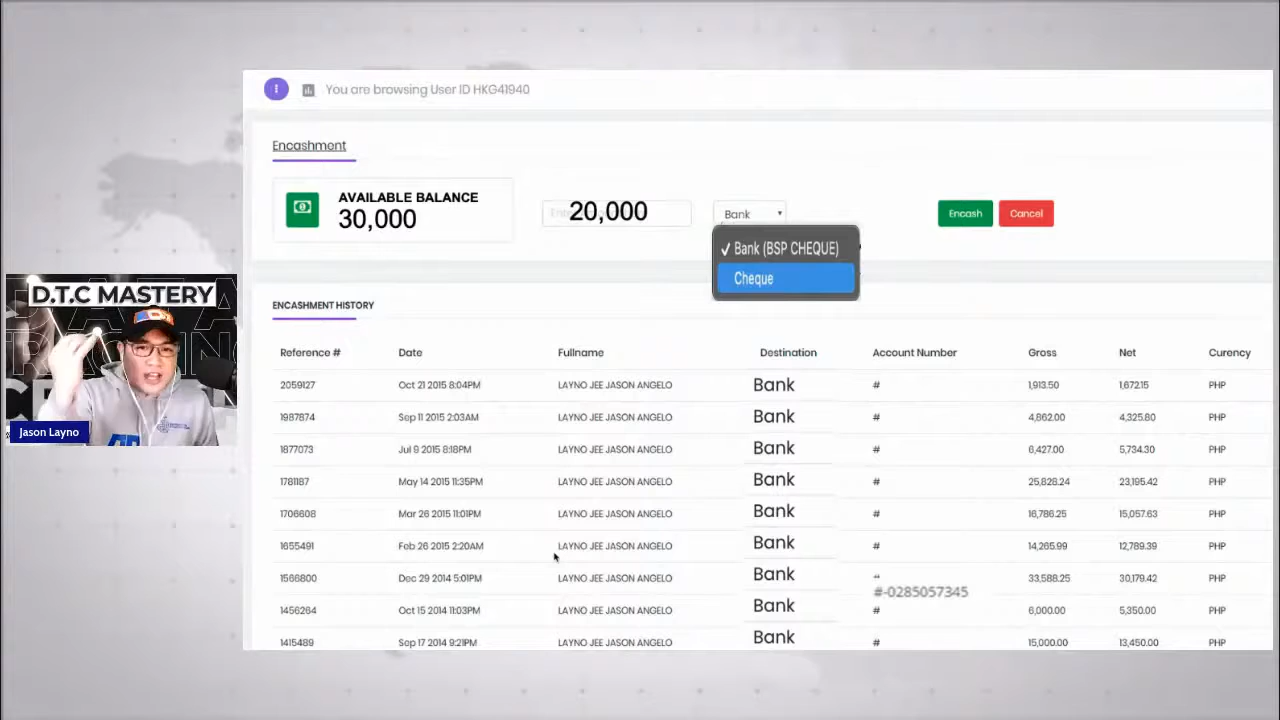 You are browsing User ID HKG41940
Encashment
AVAILABLE BALANCE
30,000
20,000
Bank
Encash
Cancel
✓ Bank (BSP CHEQUE)
Cheque
ENCASHMENT HISTORY
Reference # Date Fullname Destination Account Number Gross Net Curency
2059127 Oct 21 2015 8:04PM LAYNO JEE JASON ANGELO Bank # 1,913.50 1,672.15 PHP
1987874 Sep 11 2015 2:03AM LAYNO JEE JASON ANGELO Bank # 4,862.00 4,325.80 PHP
1877073 Jul 9 2015 8:18PM LAYNO JEE JASON ANGELO Bank # 6,427.00 5,734.30 PHP
1781187 May 14 2015 11:35PM LAYNO JEE JASON ANGELO Bank # 25,828.24 23,195.42 PHP
1706608 Mar 26 2015 11:01PM LAYNO JEE JASON ANGELO Bank # 16,786.25 15,057.63 PHP
1655491 Feb 26 2015 2:20AM LAYNO JEE JASON ANGELO Bank # 14,265.99 12,789.39 PHP
1566800 Dec 29 2014 5:01PM LAYNO JEE JASON ANGELO Bank 33,588.25 30,179.42 PHP
#-0285057345
1456264 Oct 15 2014 11:03PM LAYNO JEE JASON ANGELO Bank # 6,000.00 5,350.00 PHP
1415489 Sep 17 2014 9:21PM LAYNO JEE JASON ANGELO Bank # 15,000.00 13,450.00 PHP
D.T.C MASTERY
Jason Layno